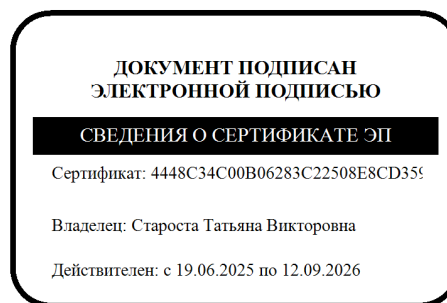 ДОКУМЕНТ ПОДПИСАН
ЭЛЕКТРОННОЙ ПОДПИСЬЮ
СВЕДЕНИЯ О СЕРТИФИКАТЕ ЭП
Сертификат: 4448C34C00B06283C22508E8CD359
Владелец: Староста Татьяна Викторовна
Действителен: с 19.06.2025 по 12.09.2026